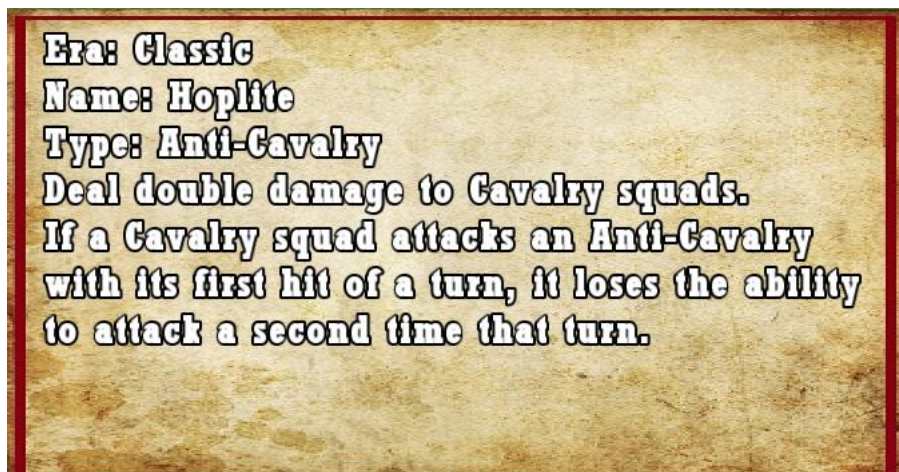 Era: Classic
Name: Hoplite
Type: Anti-Cavalry
Deal double damage to Cavalry squads.
If a Cavalry squad attacks an Anti-Cavalry
with its first hit of a turn, it loses the ability
to attack a second time that turn.